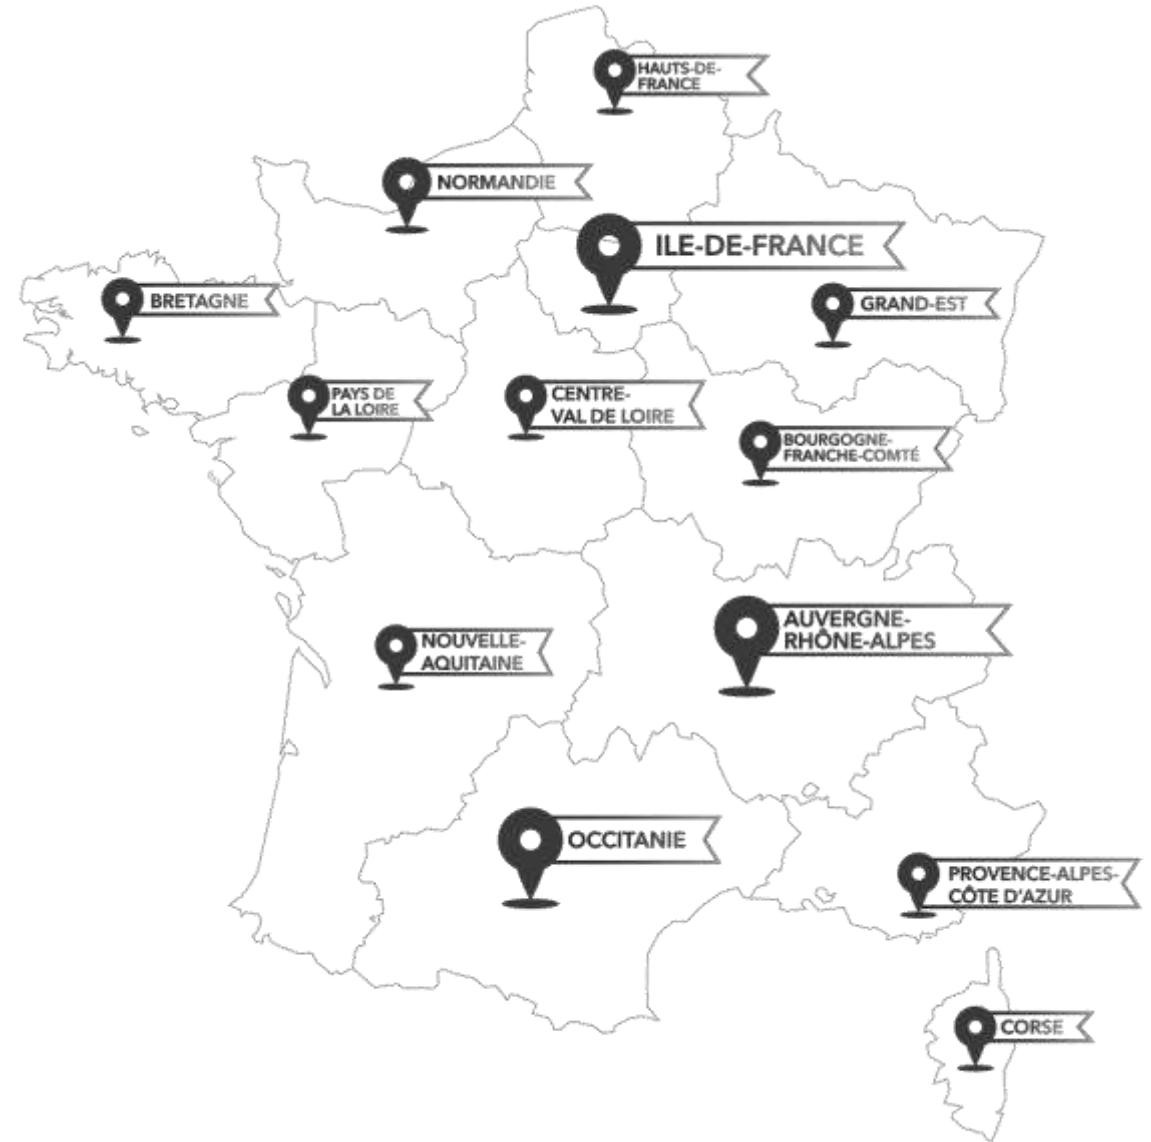 HAUTS-DE-
FRANCE
NORMANDIE
ILE-DE-FRANCE
BRETAGNE
GRAND-EST
PAYS DE
LA LOIRE
CENTRE-
VAL DE LOIRE
BOURGOGNE-
FRANCHE-COMTÉ
AUVERGNE-
RHÔNE-ALPES
NOUVELLE-
AQUITAINE
OCCITANIE
PROVENCE-ALPES-
CÔTE D'AZUR
CORSE